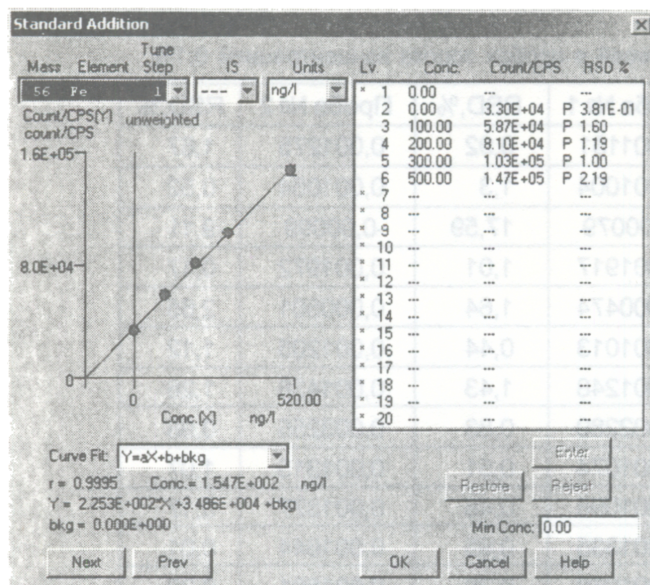 Standard Addition
Mass Element Tune Step IS Units
56 Fe 1 --- ng/l
Count/CPS[Y] unweighted
count/CPS
1.6E+05
8.0E+04
0
0 520.00
Conc.[X] ng/l
Lv. Conc. Count/CPS RSD %
* 1 0.00
2 0.00 3.30E+04 P 3.81E-01
3 100.00 5.87E+04 P 1.60
4 200.00 8.10E+04 P 1.19
5 300.00 1.03E+05 P 1.00
6 500.00 1.47E+05 P 2.19
* 7 --- --- ---
* 8 --- --- ---
* 9 --- --- ---
* 10 --- --- ---
* 11 --- --- ---
* 12 --- --- ---
* 13 --- --- ---
* 14 --- --- ---
* 15 --- --- ---
* 16 --- --- ---
* 17 --- --- ---
* 18 --- --- ---
* 19 --- --- ---
* 20 --- --- ---
Curve Fit: Y=aX+b+bkg
r = 0.9995 Conc.= 1.547E+002 ng/l
Y = 2.253E+002*X +3.486E+004 +bkg
bkg = 0.000E+000
Enter
Restore Reject
Min Conc: 0.00
Next Prev OK Cancel Help